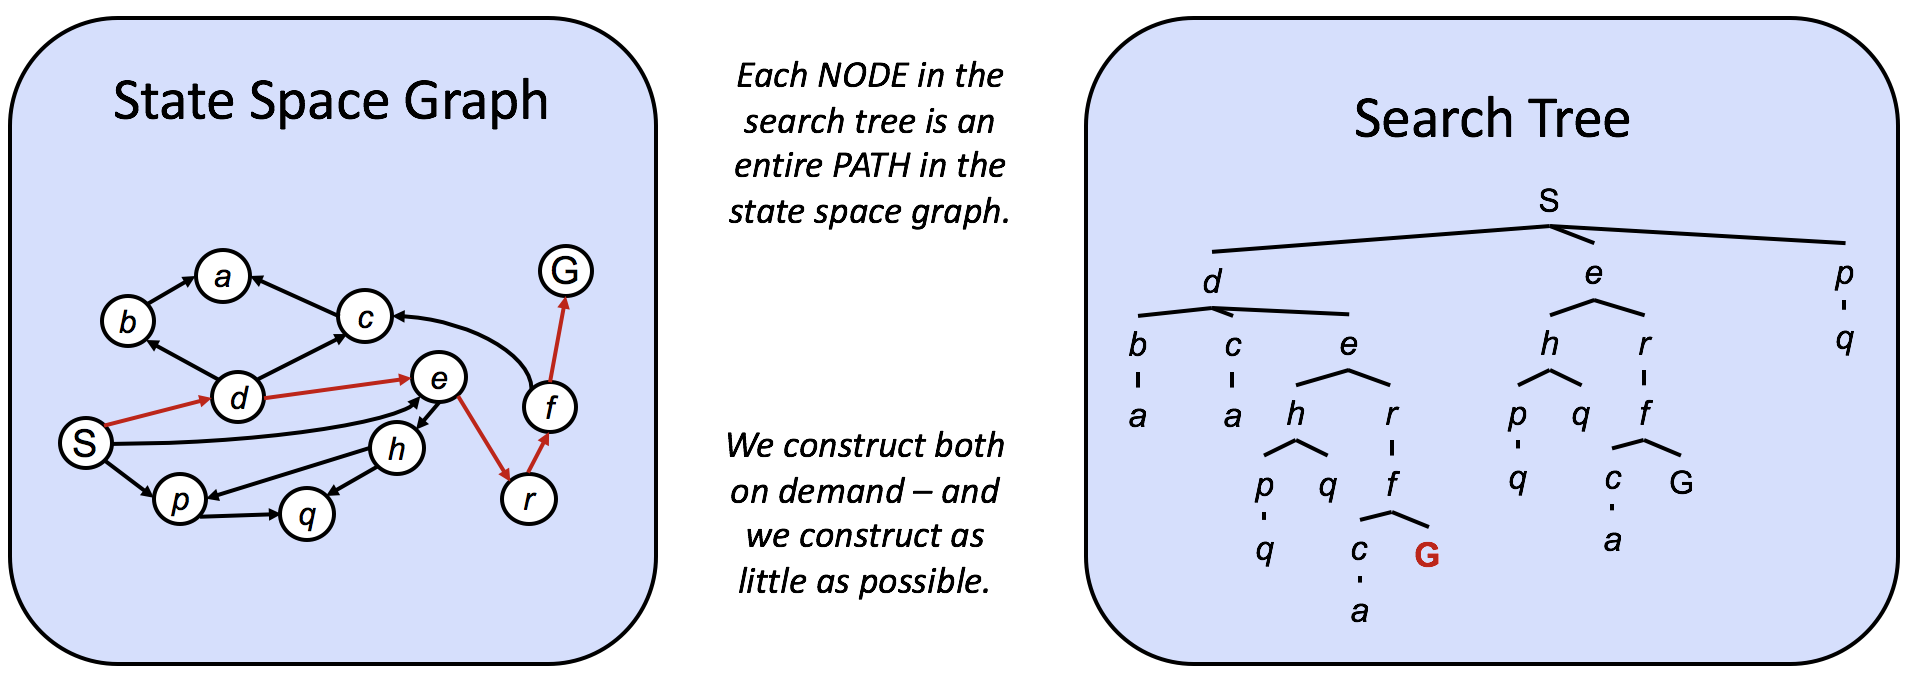 State Space Graph
a
G
b
c
e
d
f
S
h
p
q
r
Each NODE in the
search tree is an
entire PATH in the
state space graph.
We construct both
on demand – and
we construct as
little as possible.
Search Tree
S
d e p
b c e h r q
a a h r p q f
p q f q c G
q c G a
a